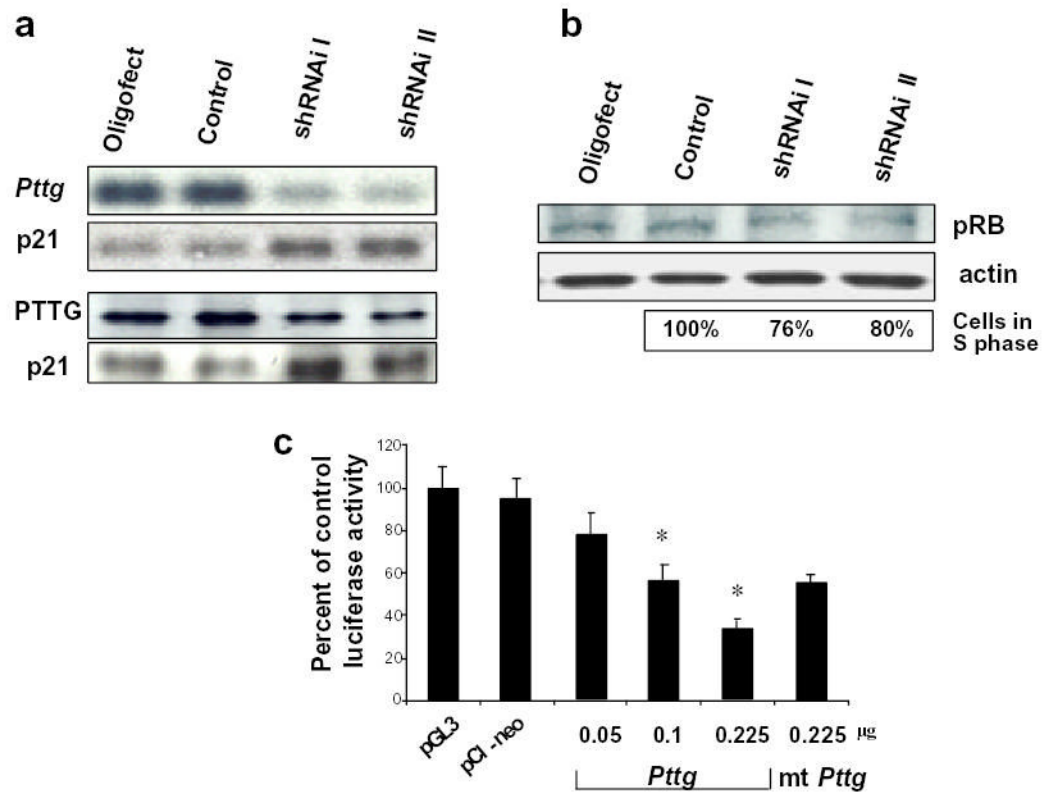 a
Oligofect
Control
shRNAi I
shRNAi II
Pttg
p21
PTTG
p21
b
Oligofect
Control
shRNAi I
shRNAi II
pRB
actin
100% 76% 80%
Cells in
S phase
c
Percent of control
luciferase activity
120
100
80
60
40
20
0
pGL3
pCI -neo
0.05 0.1 0.225 0.225 µg
Pttg mt Pttg
* *